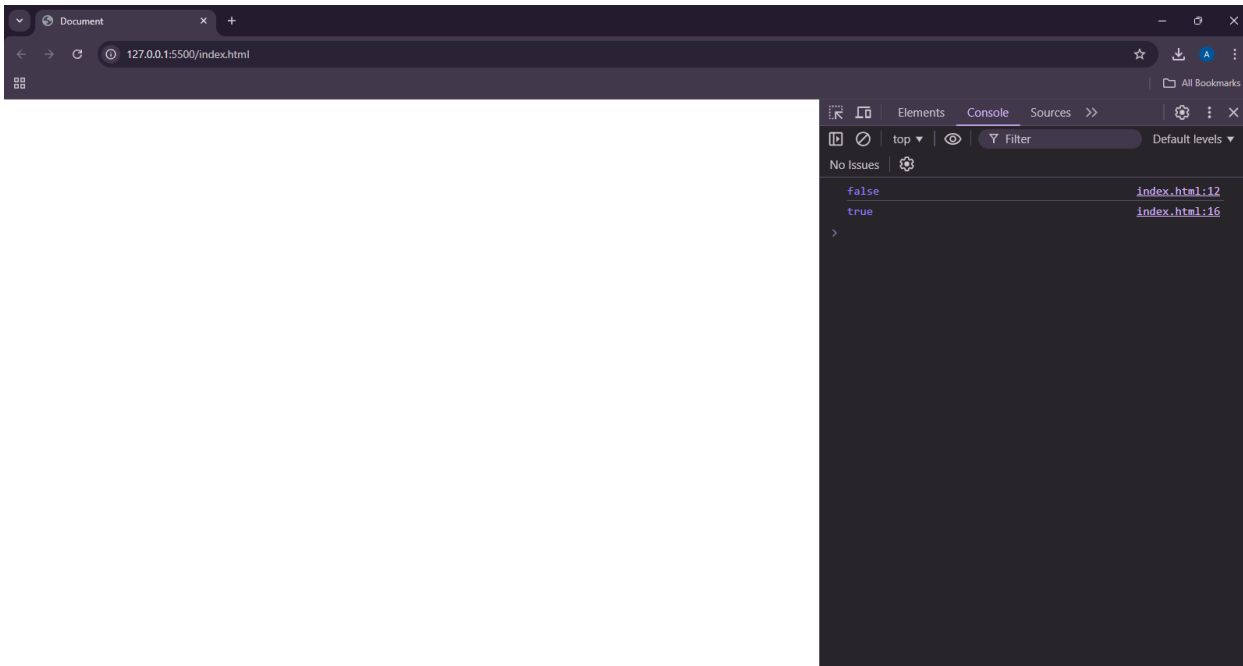 Document
127.0.0.1:5500/index.html
A
All Bookmarks
Elements Console Sources
top Filter Default levels
No Issues
false index.html:12
true index.html:16